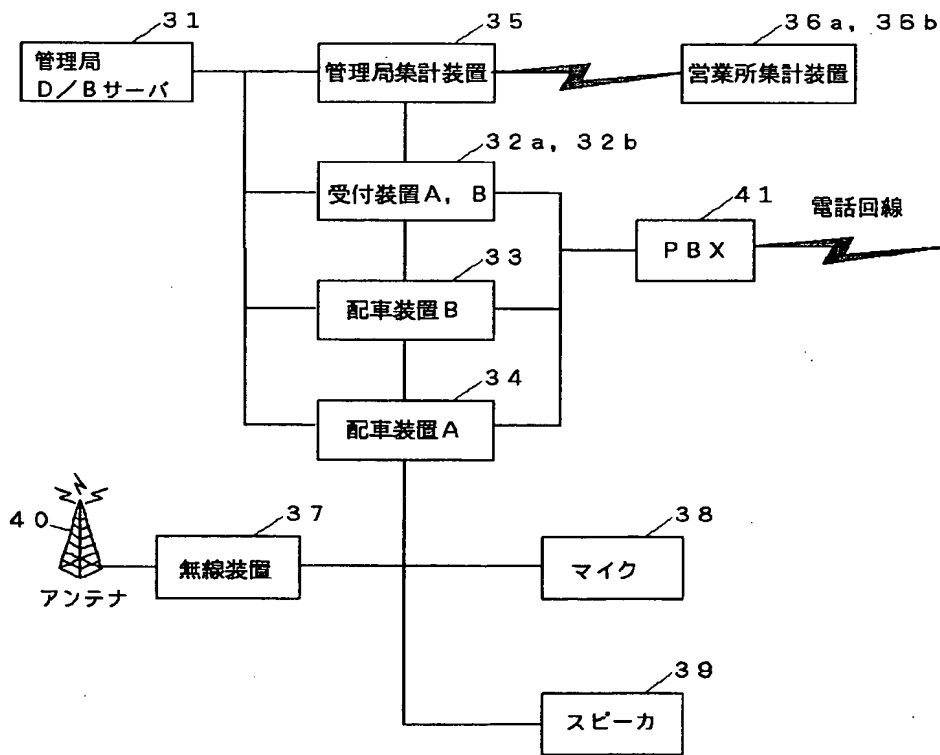 31
管理局
D/Bサーバ
35
管理局集計装置
36a, 36b
営業所集計装置
32a, 32b
受付装置A, B
41
PBX
電話回線
33
配車装置B
34
配車装置A
40
アンテナ
37
無線装置
38
マイク
39
スピーカ